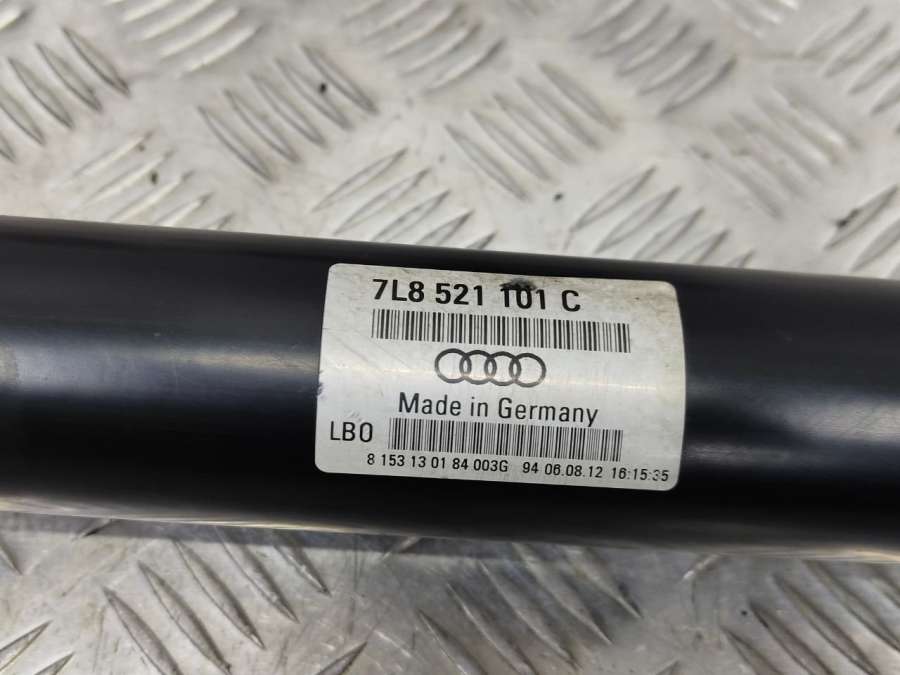 7L8 521 101 C
Made in Germany
LB0
8 153 13 01 84 003G 94 06.08.12 16:15:35